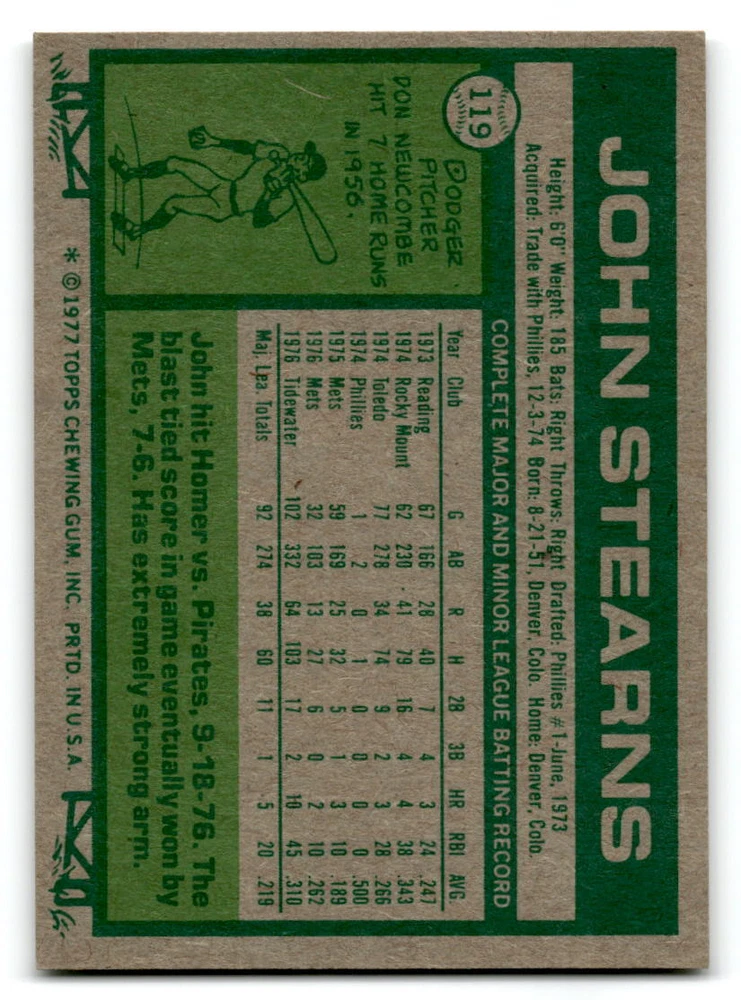 119
JOHN STEARNS
Height: 6'0" Weight: 185 Bats: Right Throws: Right Drafted: Phillies #1-June, 1973
Acquired: Trade with Phillies, 12-3-74 Born: 8-21-51, Denver, Colo. Home: Denver, Colo.
COMPLETE MAJOR AND MINOR LEAGUE BATTING RECORD
Year Club G AB R H 2B 3B HR RBI AVG
1973 Reading 67 166 28 40 7 4 3 24 .247
1974 Rocky Mount 62 230 41 79 16 4 4 38 .343
1974 Toledo 77 278 34 74 9 2 3 28 .266
1974 Phillies 1 2 0 1 0 0 0 0 .500
1975 Mets 59 169 25 32 5 1 3 10 .189
1976 Mets 32 103 13 27 6 0 2 10 .262
1976 Tidewater 102 332 64 103 17 2 10 45 .310
Maj. Lea. Totals 92 274 38 60 11 1 5 20 .219
DODGER
PITCHER
DON NEWCOMBE
HIT 7 HOME RUNS
IN 1956.
John hit Homer vs. Pirates, 9-18-76. The
blast tied score in game eventually won by
Mets, 7-6. Has extremely strong arm.
* © 1977 TOPPS CHEWING GUM, INC. PRTD. IN U.S.A.